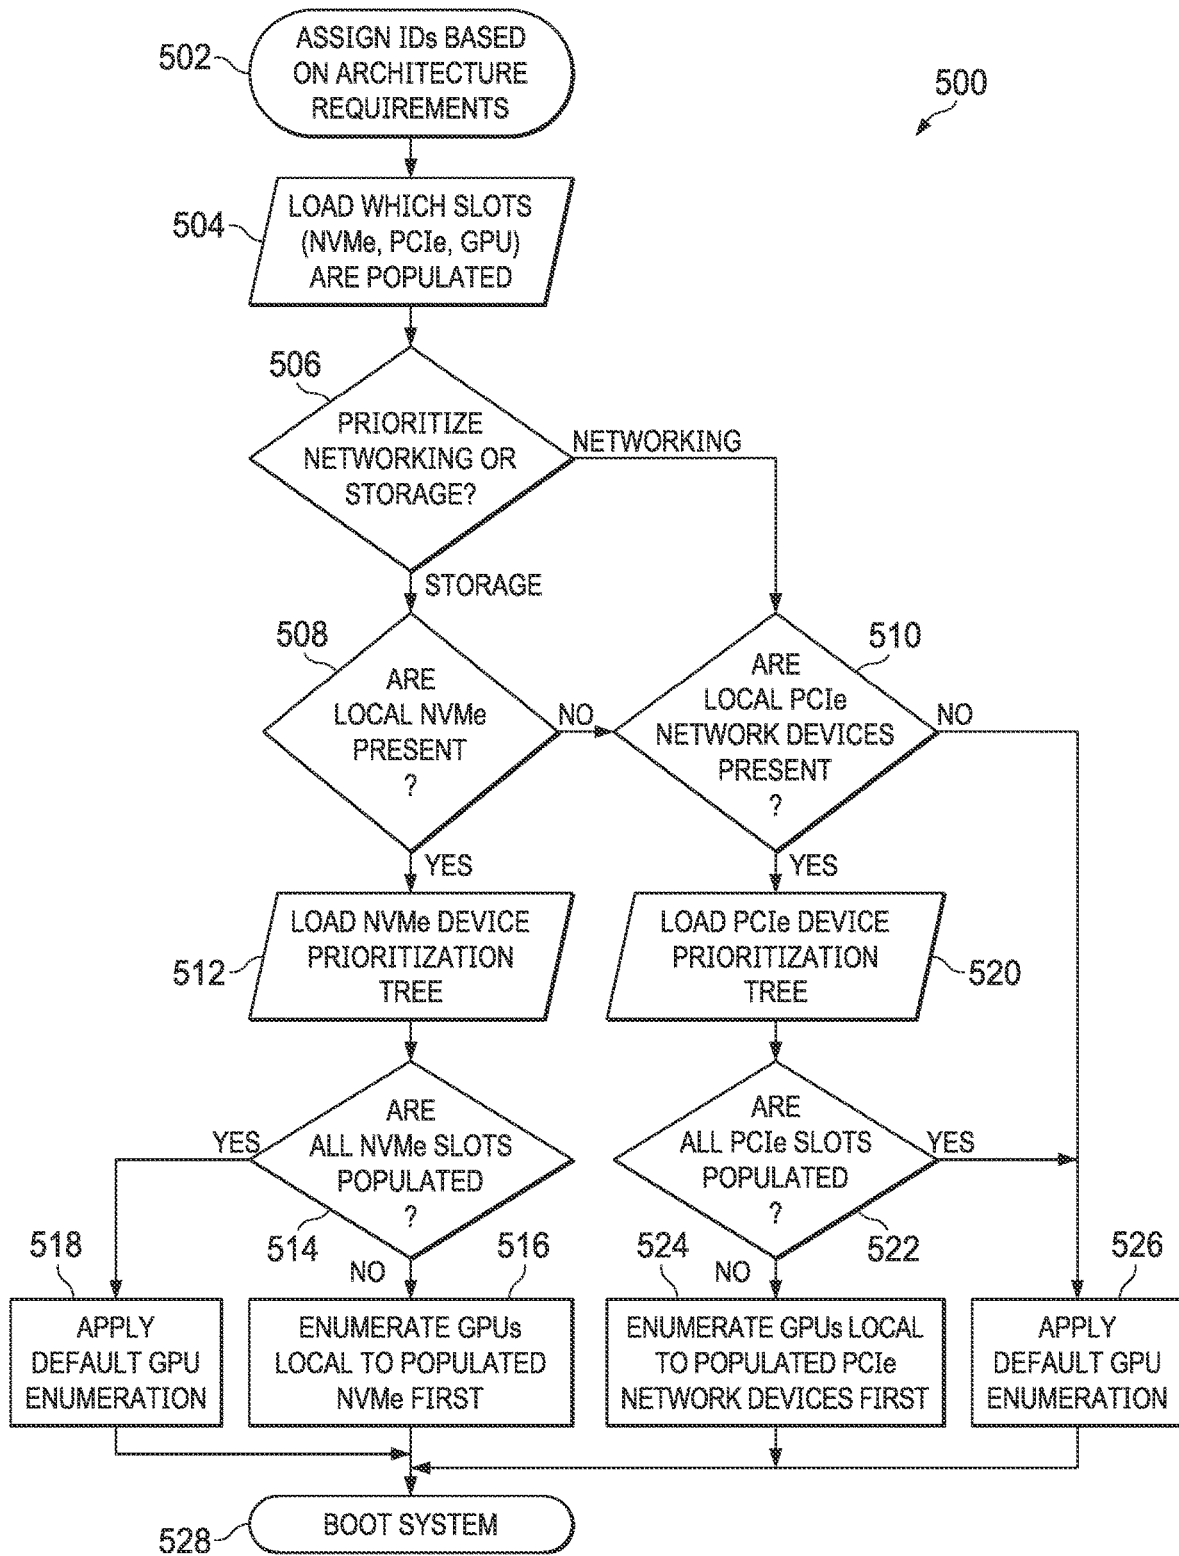 502
ASSIGN IDs BASED
ON ARCHITECTURE
REQUIREMENTS
500
504
LOAD WHICH SLOTS
(NVMe, PCIe, GPU)
ARE POPULATED
506
PRIORITIZE
NETWORKING OR
STORAGE?
NETWORKING
STORAGE
508
ARE
LOCAL NVMe
PRESENT
?
NO
510
ARE
LOCAL PCIe
NETWORK DEVICES
PRESENT
?
NO
YES
YES
512
LOAD NVMe DEVICE
PRIORITIZATION
TREE
LOAD PCIe DEVICE
PRIORITIZATION
TREE
520
YES
ARE
ALL NVMe SLOTS
POPULATED
?
514
NO
ARE
ALL PCIe SLOTS
POPULATED
?
YES
522
NO
518
APPLY
DEFAULT GPU
ENUMERATION
516
ENUMERATE GPUs
LOCAL TO POPULATED
NVMe FIRST
524
ENUMERATE GPUs LOCAL
TO POPULATED PCIe
NETWORK DEVICES FIRST
526
APPLY
DEFAULT GPU
ENUMERATION
528
BOOT SYSTEM